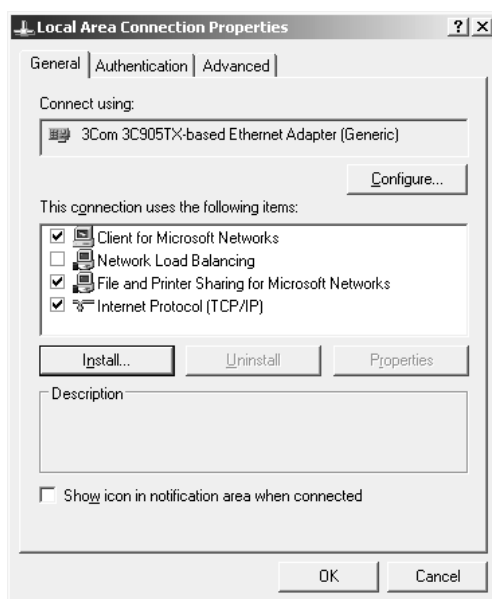 Local Area Connection Properties
General Authentication Advanced
Connect using:
3Com 3C905TX-based Ethernet Adapter (Generic)
Configure...
This connection uses the following items:
Client for Microsoft Networks
Network Load Balancing
File and Printer Sharing for Microsoft Networks
Internet Protocol (TCP/IP)
Install... Uninstall Properties
Description
Show icon in notification area when connected
OK Cancel